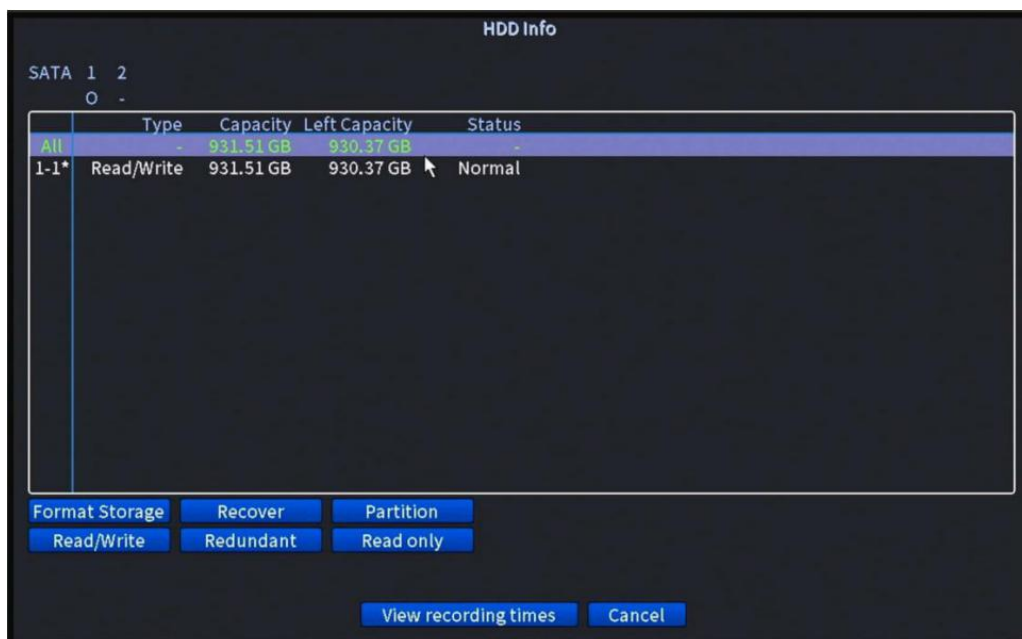 HDD Info
SATA 1 2
O -
Type Capacity Left Capacity Status
All - 931.51 GB 930.37 GB -
1-1* Read/Write 931.51 GB 930.37 GB Normal
Format Storage Recover Partition
Read/Write Redundant Read only
View recording times Cancel